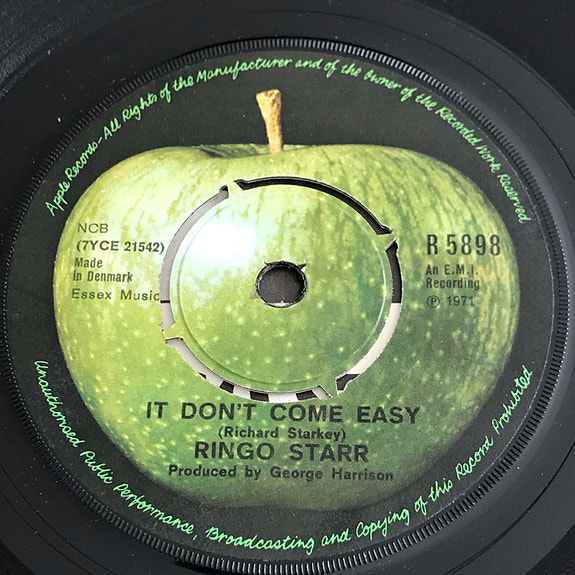 Apple Records-All Rights of the Manufacturer and of the Owner of the Recorded Work Reserved
NCB
(7YCE 21542)
Made
in Denmark
Essex Music
R 5898
An E.M.I.
Recording
℗ 1971
IT DON'T COME EASY
(Richard Starkey)
RINGO STARR
Produced by George Harrison
Unauthorised Public Performance, Broadcasting and Copying of this Record Prohibited